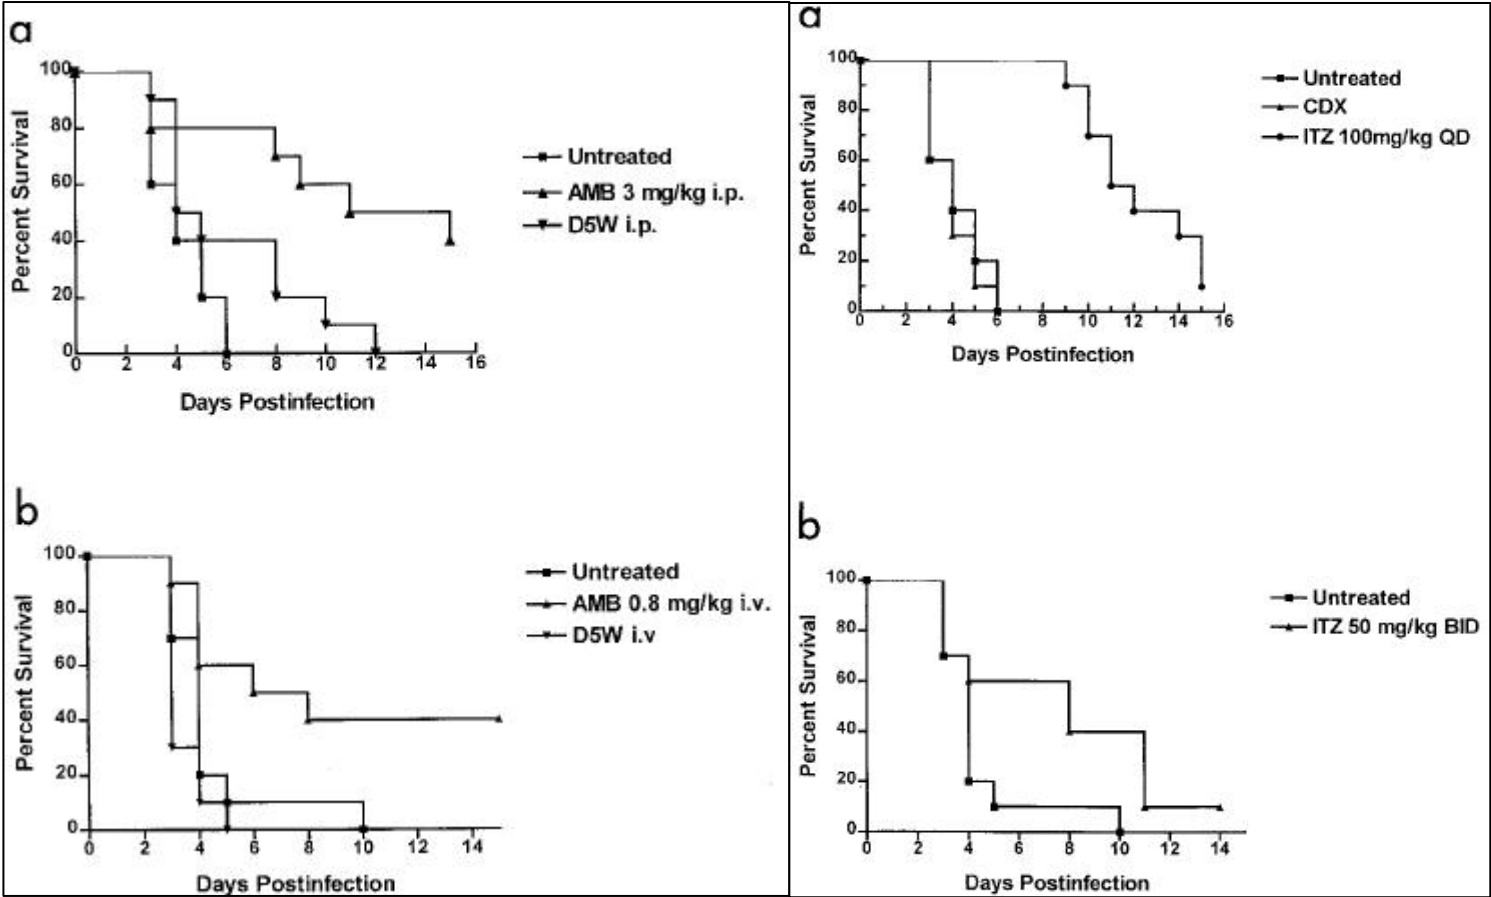 a
100
80
60
40
20
0
Percent Survival
0 2 4 6 8 10 12 14 16
Days Postinfection
Untreated
AMB 3 mg/kg i.p.
D5W i.p.
a
100
80
60
40
20
0
Percent Survival
0 2 4 6 8 10 12 14 16
Days Postinfection
Untreated
CDX
ITZ 100mg/kg QD
b
100
80
60
40
20
0
Percent Survival
0 2 4 6 8 10 12 14
Days Postinfection
Untreated
AMB 0.8 mg/kg i.v.
D5W i.v
b
100
80
60
40
20
0
Percent Survival
0 2 4 6 8 10 12 14
Days Postinfection
Untreated
ITZ 50 mg/kg BID